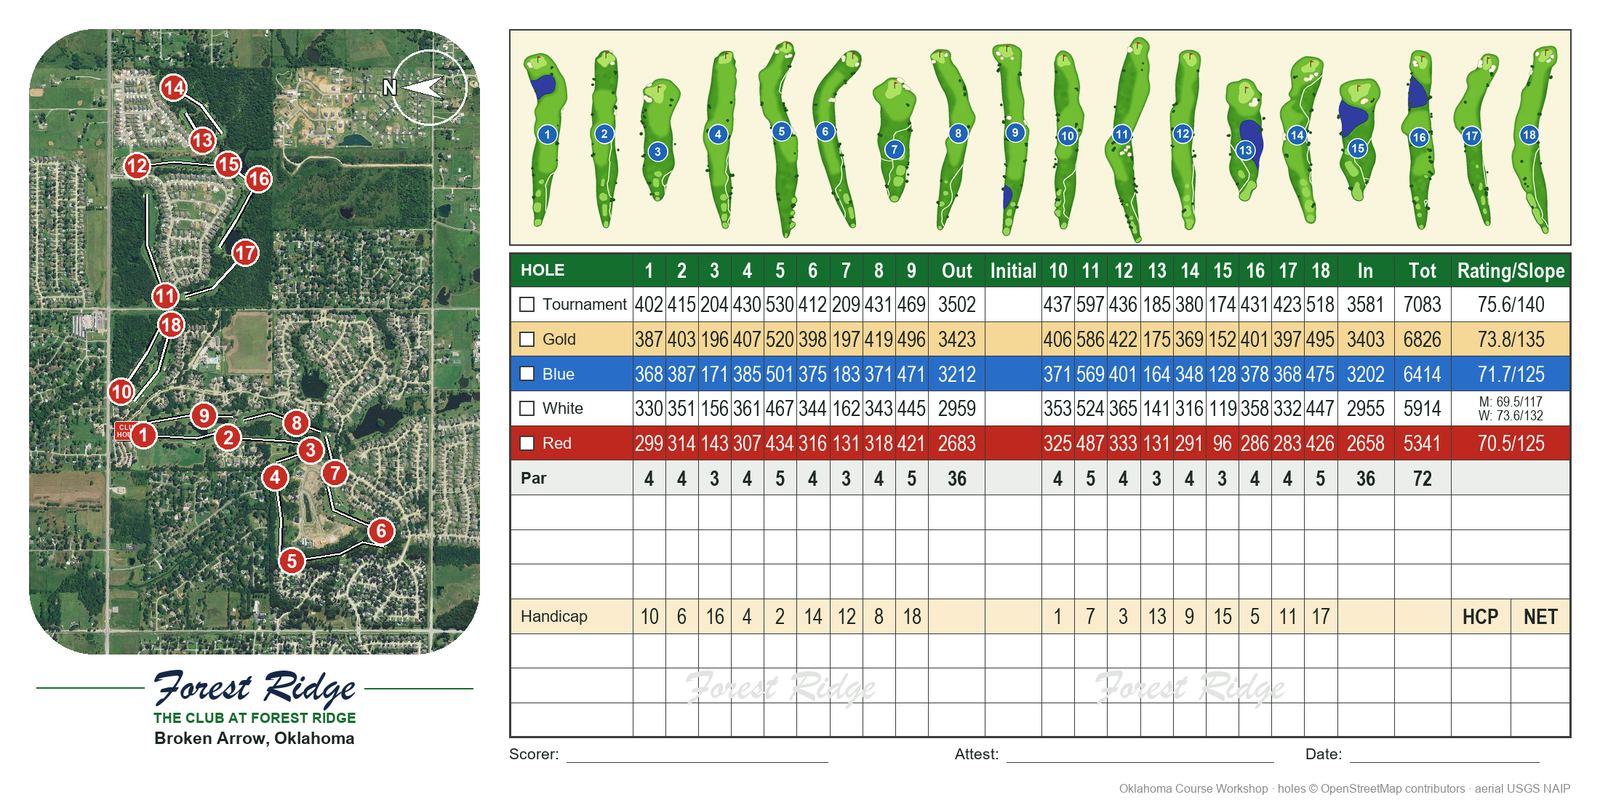 N
14
13
12
15
16
17
11
18
10
9
8
1
2
3
4
7
6
5
Forest Ridge
THE CLUB AT FOREST RIDGE
Broken Arrow, Oklahoma
1 2 3 4 5 6 7 8 9 10 11 12 13 14 15 16 17 18
HOLE 1 2 3 4 5 6 7 8 9 Out Initial 10 11 12 13 14 15 16 17 18 In Tot Rating/Slope
Tournament 402 415 204 430 530 412 209 431 469 3502 437 597 436 185 380 174 431 423 518 3581 7083 75.6/140
Gold 387 403 196 407 520 398 197 419 496 3423 406 586 422 175 369 152 401 397 495 3403 6826 73.8/135
Blue 368 387 171 385 501 375 183 371 471 3212 371 569 401 164 348 128 378 368 475 3202 6414 71.7/125
White 330 351 156 361 467 344 162 343 445 2959 353 524 365 141 316 119 358 332 447 2955 5914 M: 69.5/117
W: 73.6/132
Red 299 314 143 307 434 316 131 318 421 2683 325 487 333 131 291 96 286 283 426 2658 5341 70.5/125
Par 4 4 3 4 5 4 3 4 5 36 4 5 4 3 4 3 4 4 5 36 72
Handicap 10 6 16 4 2 14 12 8 18 1 7 3 13 9 15 5 11 17 HCP NET
Forest Ridge Forest Ridge
Scorer: Attest: Date:
Oklahoma Course Workshop · holes © OpenStreetMap contributors · aerial USGS NAIP